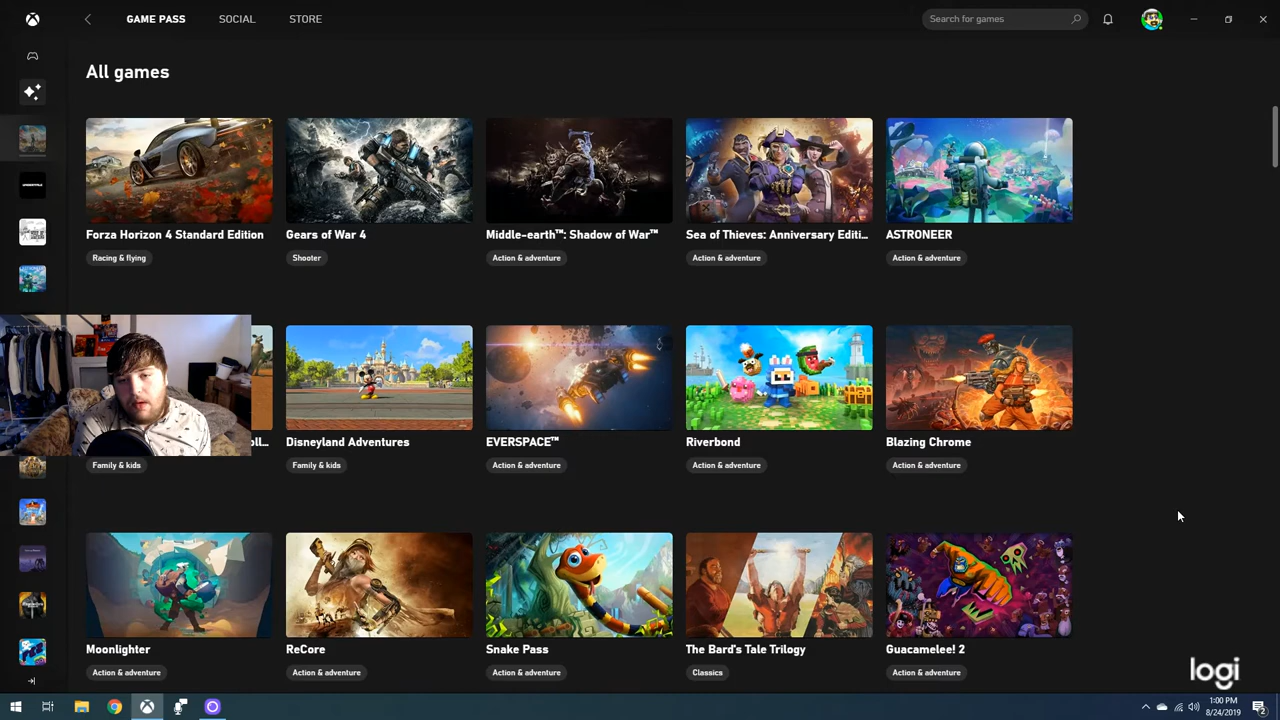 GAME PASS
SOCIAL
STORE
Search for games
All games
Forza Horizon 4 Standard Edition
Gears of War 4
Middle-earth™: Shadow of War™
Sea of Thieves: Anniversary Editi...
ASTRONEER
Racing & flying
Shooter
Action & adventure
Action & adventure
Action & adventure
UNDERTALE
oll...
Disneyland Adventures
EVERSPACE™
Riverbond
Blazing Chrome
Family & kids
Family & kids
Action & adventure
Action & adventure
Action & adventure
Moonlighter
ReCore
Snake Pass
The Bard's Tale Trilogy
Guacamelee! 2
Action & adventure
Action & adventure
Action & adventure
Classics
Action & adventure
logi
1:00 PM
8/24/2019
2